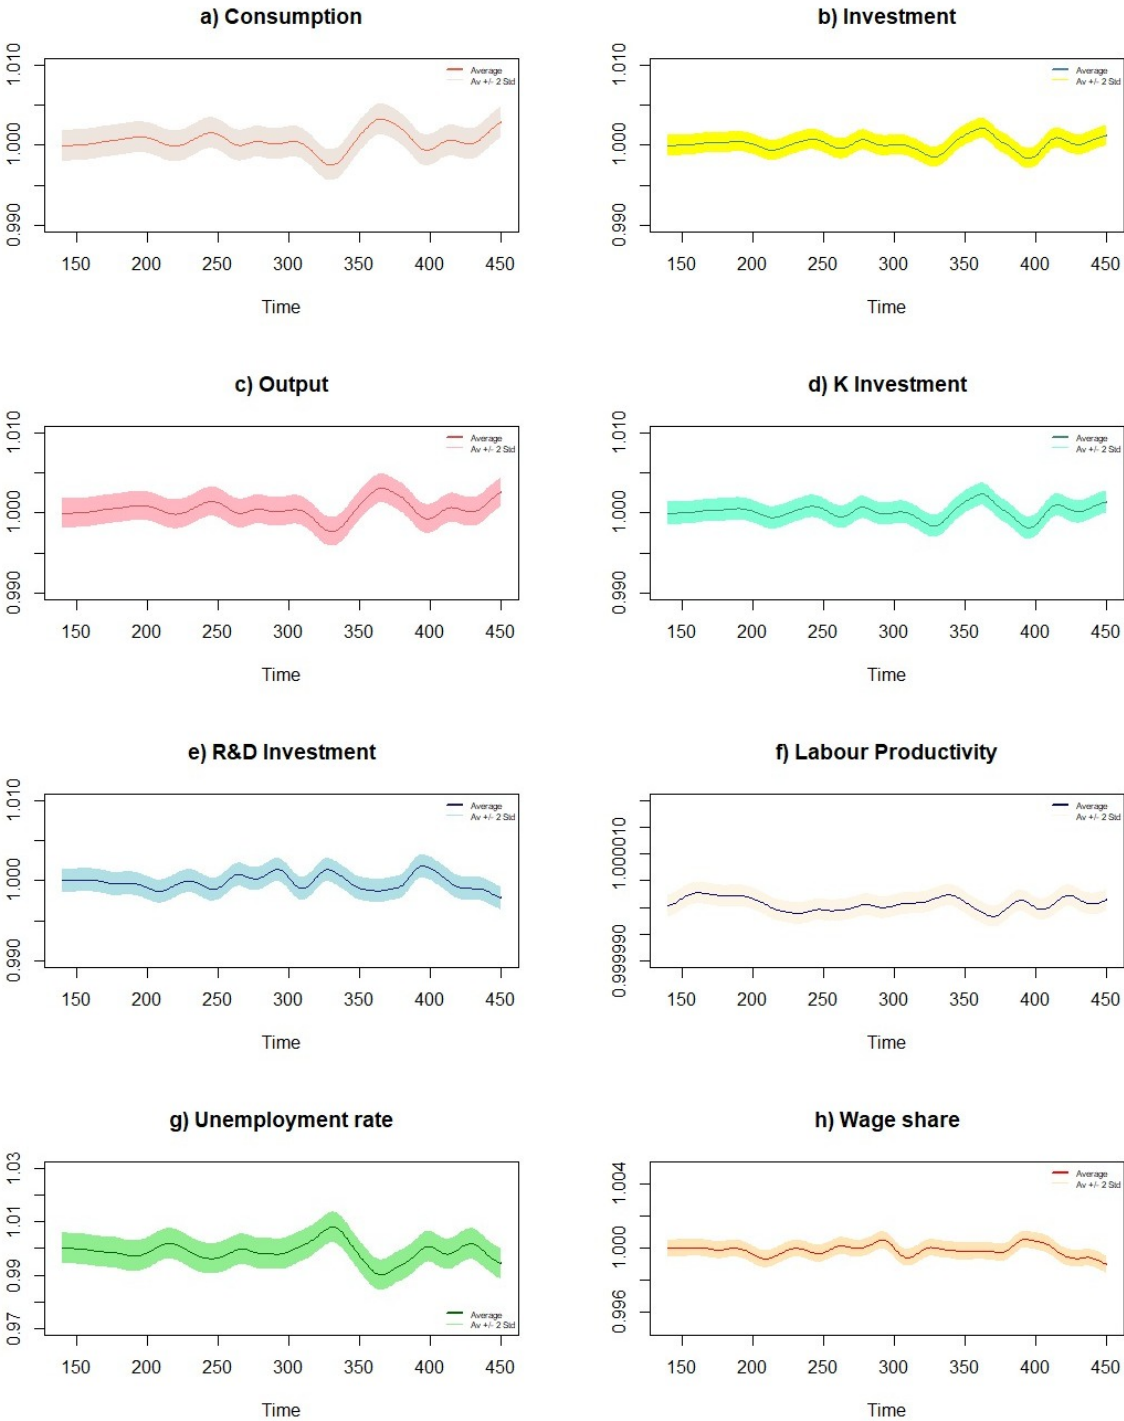 a) Consumption
1.010
1.000
0.990
Average
Av +/- 2 Std
150 200 250 300 350 400 450
Time
b) Investment
1.010
1.000
0.990
Average
Av +/- 2 Std
150 200 250 300 350 400 450
Time
c) Output
1.010
1.000
0.990
Average
Av +/- 2 Std
150 200 250 300 350 400 450
Time
d) K Investment
1.010
1.000
0.990
Average
Av +/- 2 Std
150 200 250 300 350 400 450
Time
e) R&D Investment
1.010
1.000
0.990
Average
Av +/- 2 Std
150 200 250 300 350 400 450
Time
f) Labour Productivity
1.000010
0.999990
Average
Av +/- 2 Std
150 200 250 300 350 400 450
Time
g) Unemployment rate
1.03
1.01
0.99
0.97
Average
Av +/- 2 Std
150 200 250 300 350 400 450
Time
h) Wage share
1.004
1.000
0.996
Average
Av +/- 2 Std
150 200 250 300 350 400 450
Time